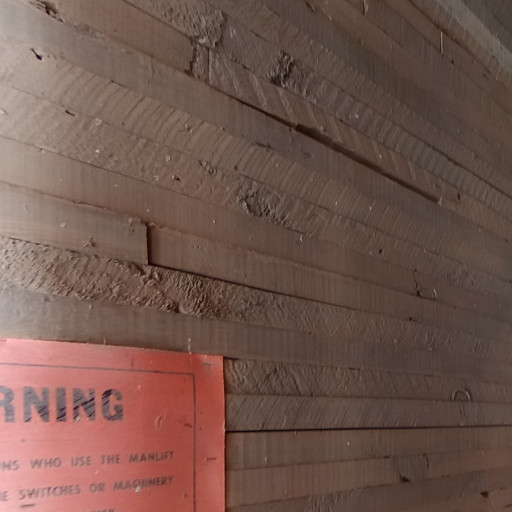 RNING
NS WHO USE THE MANLIFT
E SWITCHES OR MACHINERY